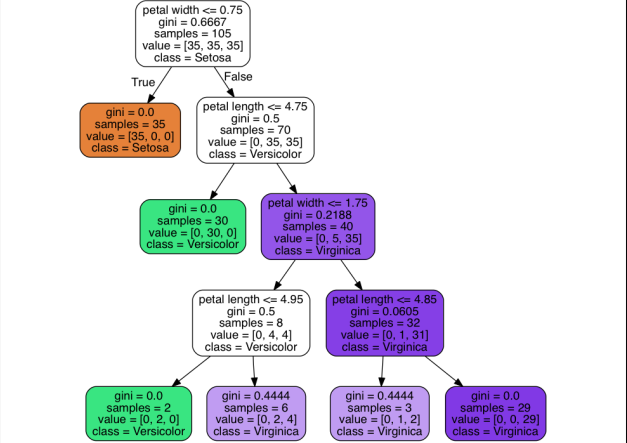 petal width <= 0.75
gini = 0.6667
samples = 105
value = [35, 35, 35]
class = Setosa
True
False
gini = 0.0
samples = 35
value = [35, 0, 0]
class = Setosa
petal length <= 4.75
gini = 0.5
samples = 70
value = [0, 35, 35]
class = Versicolor
gini = 0.0
samples = 30
value = [0, 30, 0]
class = Versicolor
petal width <= 1.75
gini = 0.2188
samples = 40
value = [0, 5, 35]
class = Virginica
petal length <= 4.95
gini = 0.5
samples = 8
value = [0, 4, 4]
class = Versicolor
petal length <= 4.85
gini = 0.0605
samples = 32
value = [0, 1, 31]
class = Virginica
gini = 0.0
samples = 2
value = [0, 2, 0]
class = Versicolor
gini = 0.4444
samples = 6
value = [0, 2, 4]
class = Virginica
gini = 0.4444
samples = 3
value = [0, 1, 2]
class = Virginica
gini = 0.0
samples = 29
value = [0, 0, 29]
class = Virginica